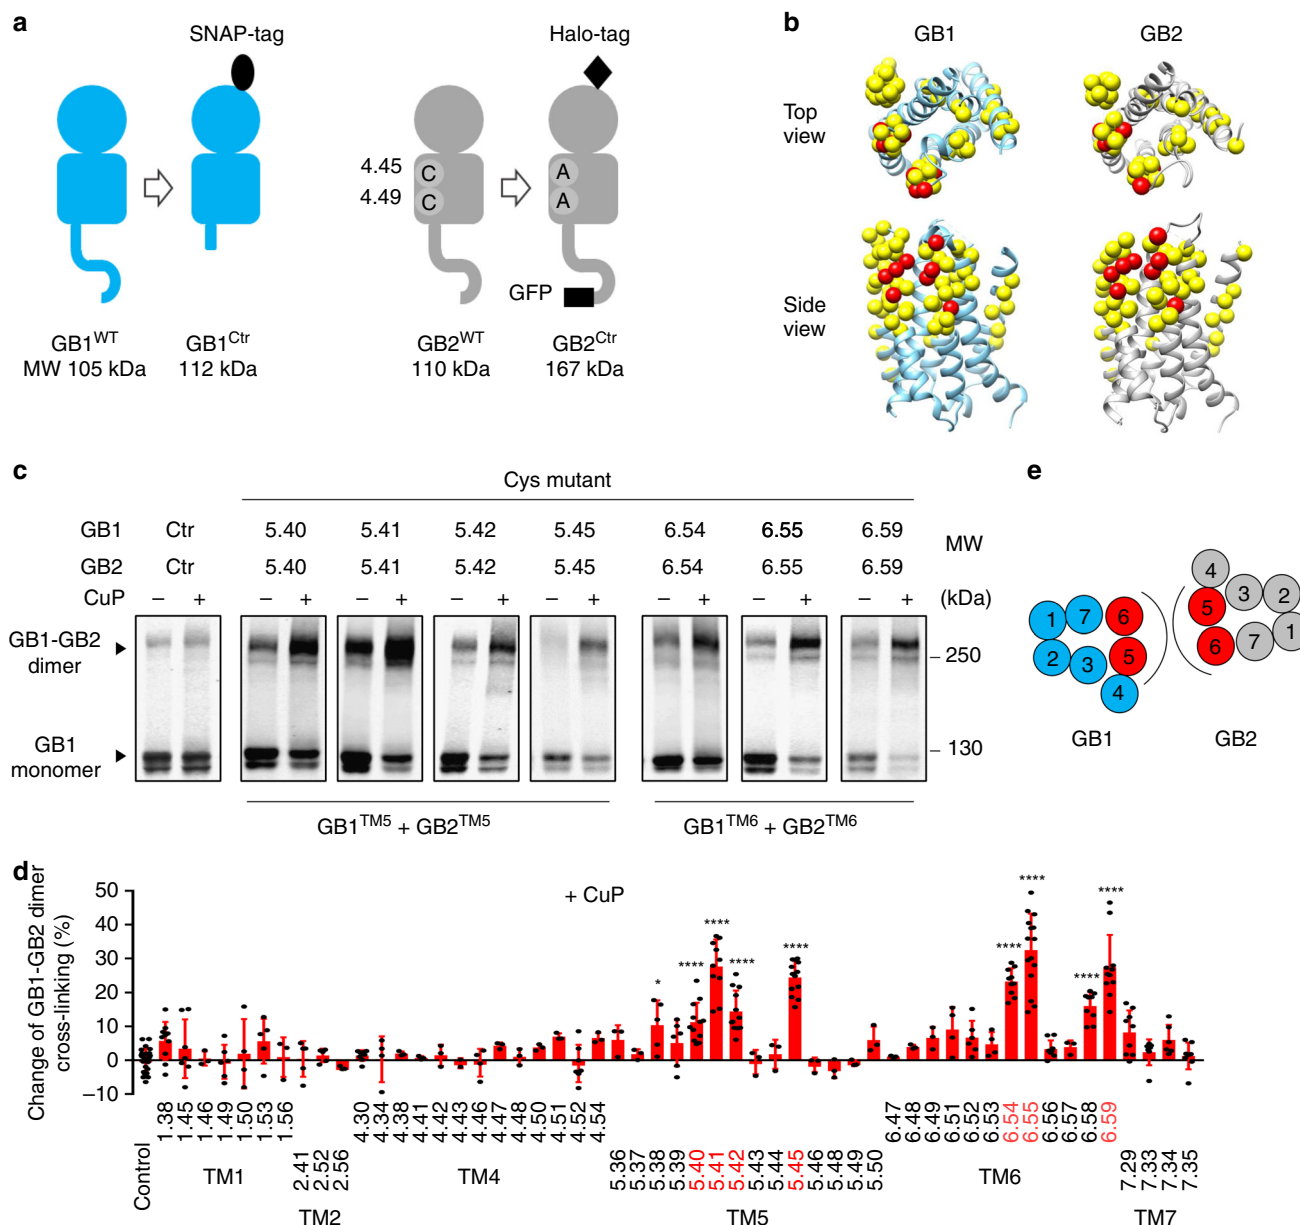 a
SNAP-tag
Halo-tag
4.45
C
A
4.49
C
A
GFP
GB1WT
GB1Ctr
GB2WT
GB2Ctr
MW 105 kDa
112 kDa
110 kDa
167 kDa
b
GB1
GB2
Top
view
Side
view
c
Cys mutant
GB1 Ctr 5.40 5.41 5.42 5.45 6.54 6.55 6.59
MW
GB2 Ctr 5.40 5.41 5.42 5.45 6.54 6.55 6.59
CuP – + – + – + – + – + – + – + – + (kDa)
GB1-GB2
dimer
– 250
GB1
monomer
– 130
GB1TM5 + GB2TM5
GB1TM6 + GB2TM6
e
1 7 6
2 3 5
4
GB1
4
3 2
5
6 7 1
GB2
d
Change of GB1-GB2 dimer
cross-linking (%)
+ CuP
50
40
30
20
10
0
–10
* **** **** **** **** **** **** **** ****
Control
1.38 1.45 1.46 1.49 1.50 1.53 1.56
TM1
2.41 2.52 2.56
TM2
4.30 4.34 4.38 4.41 4.42 4.43 4.46 4.47 4.48 4.50 4.51 4.52 4.54
TM4
5.36 5.37 5.38 5.39 5.40 5.41 5.42 5.43 5.44 5.45 5.46 5.48 5.49 5.50
TM5
6.47 6.48 6.49 6.51 6.52 6.53 6.54 6.55 6.56 6.57 6.58 6.59
TM6
7.29 7.33 7.34 7.35
TM7